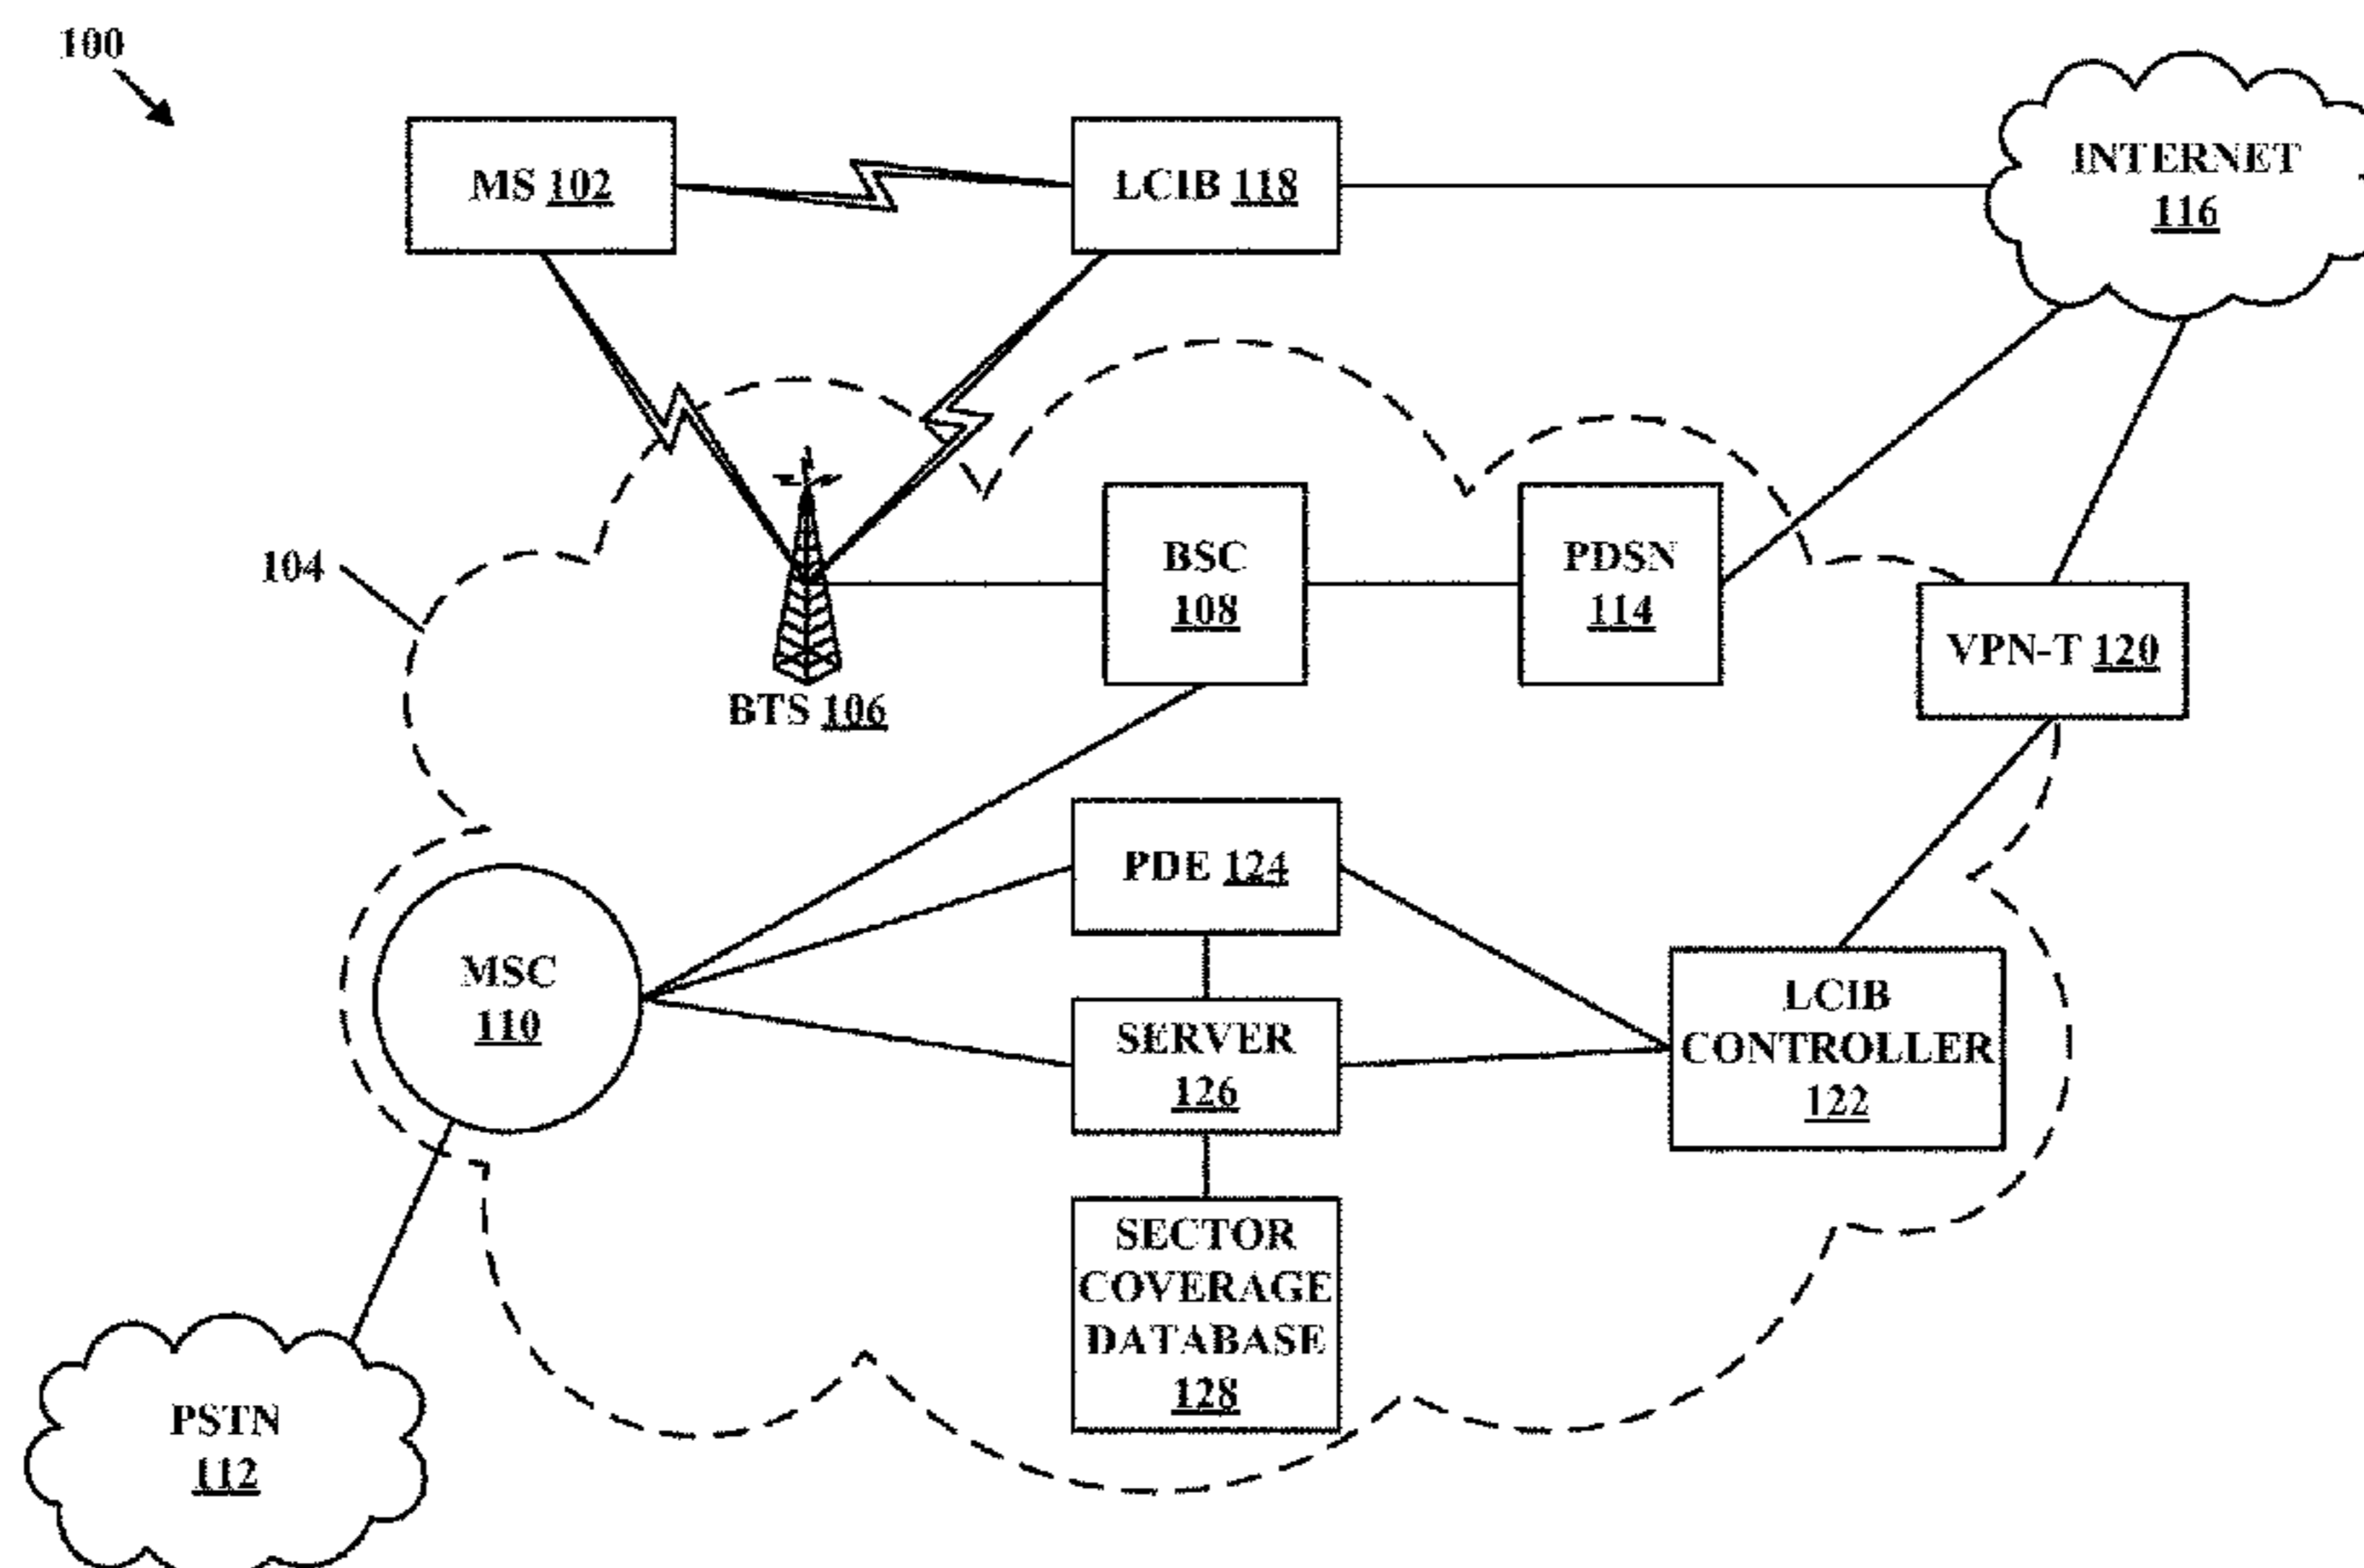 100
MS 102
LCIB 118
INTERNET
116
104
BTS 106
BSC
108
PDSN
114
VPN-T 120
MSC
110
PDE 124
SERVER
126
LCIB
CONTROLLER
122
SECTOR
COVERAGE
DATABASE
128
PSTN
112